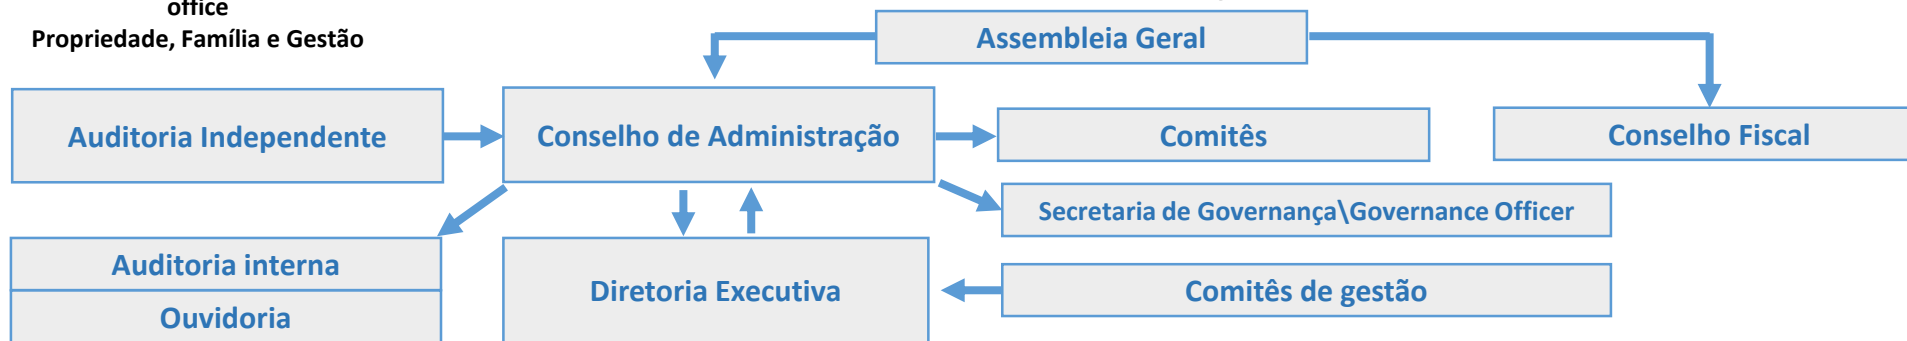 office
Propriedade, Família e Gestão
Assembleia Geral
Auditoria Independente
Conselho de Administração
Comitês
Conselho Fiscal
Secretaria de Governança\Governance Officer
Auditoria interna
Diretoria Executiva
Comitês de gestão
Ouvidoria